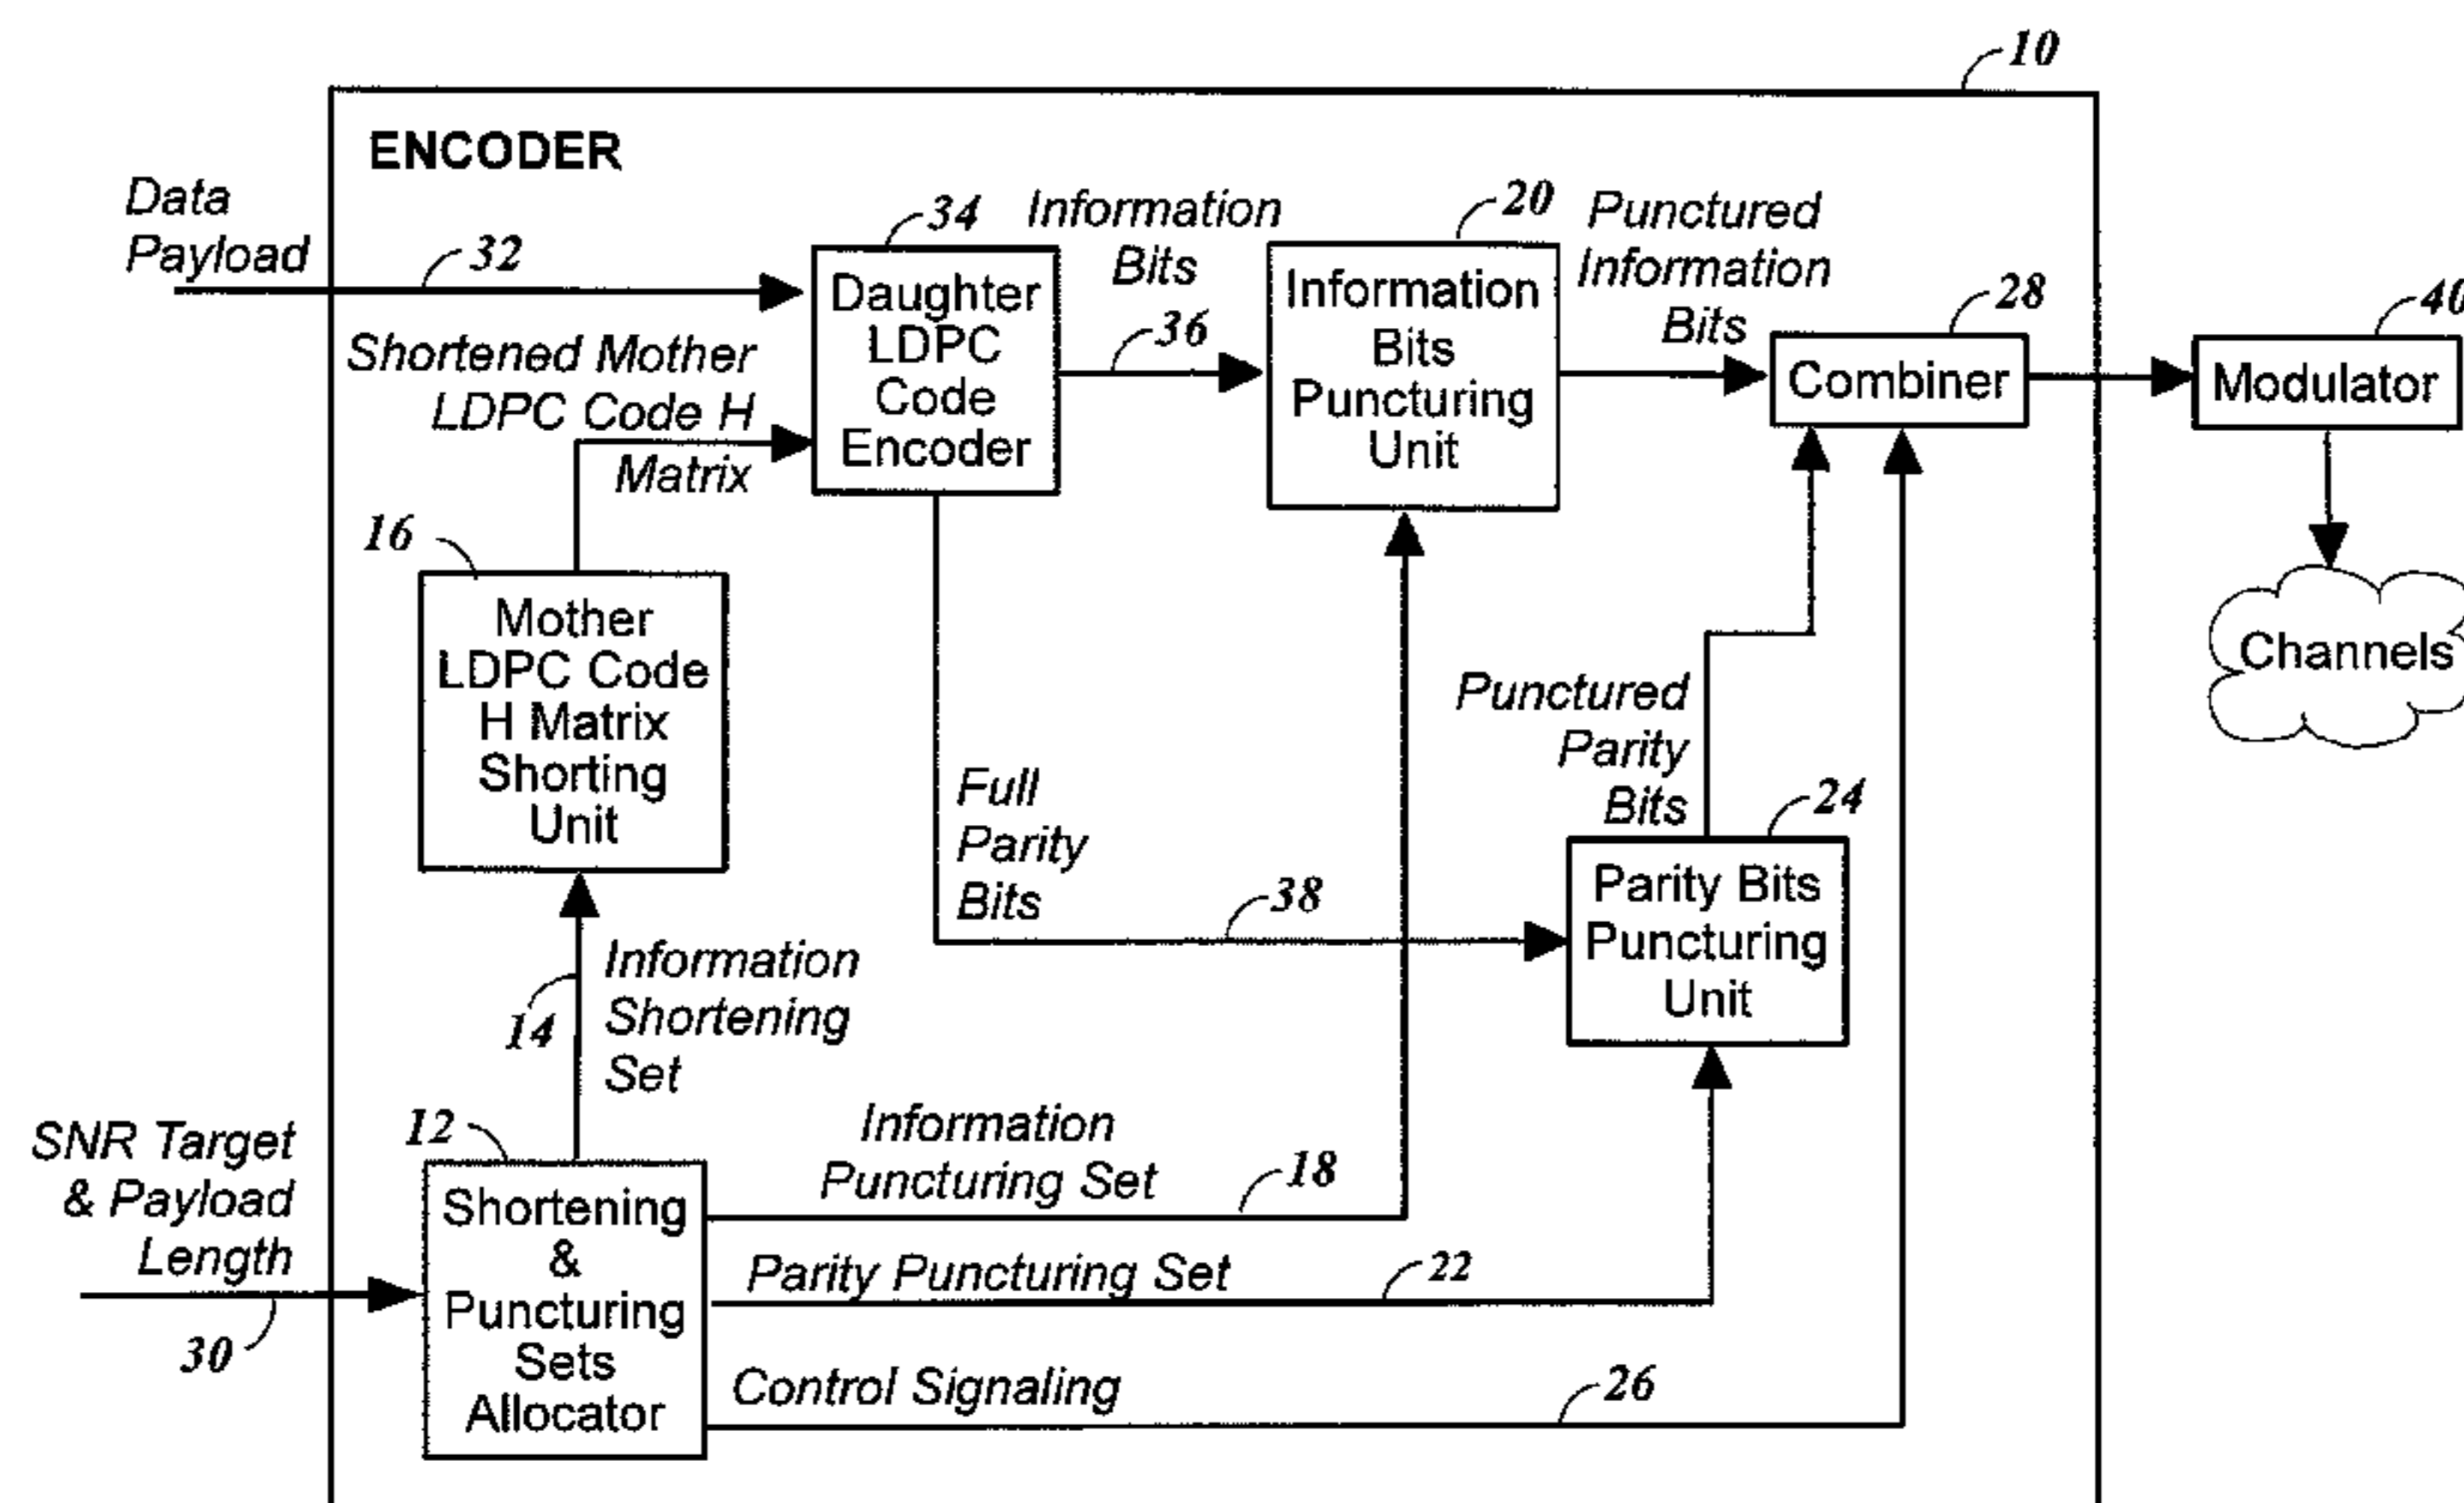 10
ENCODER
Data
Payload
32
34
Information
Bits
36
20
Punctured
Information
Bits
28
40
Daughter
LDPC
Code
Encoder
Information
Bits
Puncturing
Unit
Combiner
Modulator
Shortened Mother
LDPC Code H
Matrix
16
Mother
LDPC Code
H Matrix
Shorting
Unit
Channels
Punctured
Parity
Bits
24
Full
Parity
Bits
38
Parity Bits
Puncturing
Unit
14
Information
Shortening
Set
SNR Target
& Payload
Length
30
12
Shortening
&
Puncturing
Sets
Allocator
Information
Puncturing Set
18
Parity Puncturing Set
22
Control Signaling
26